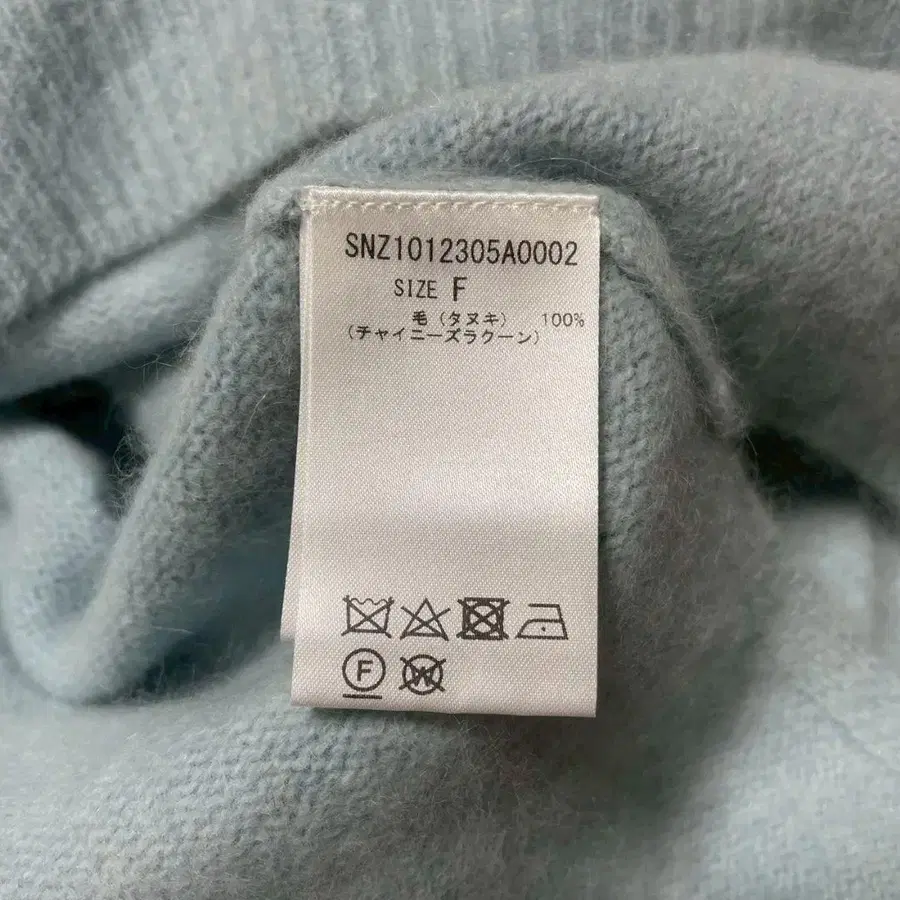 SNZ1012305A0002
SIZE F
毛(タヌキ) 100%
(チャイニーズラクーン)
F
W